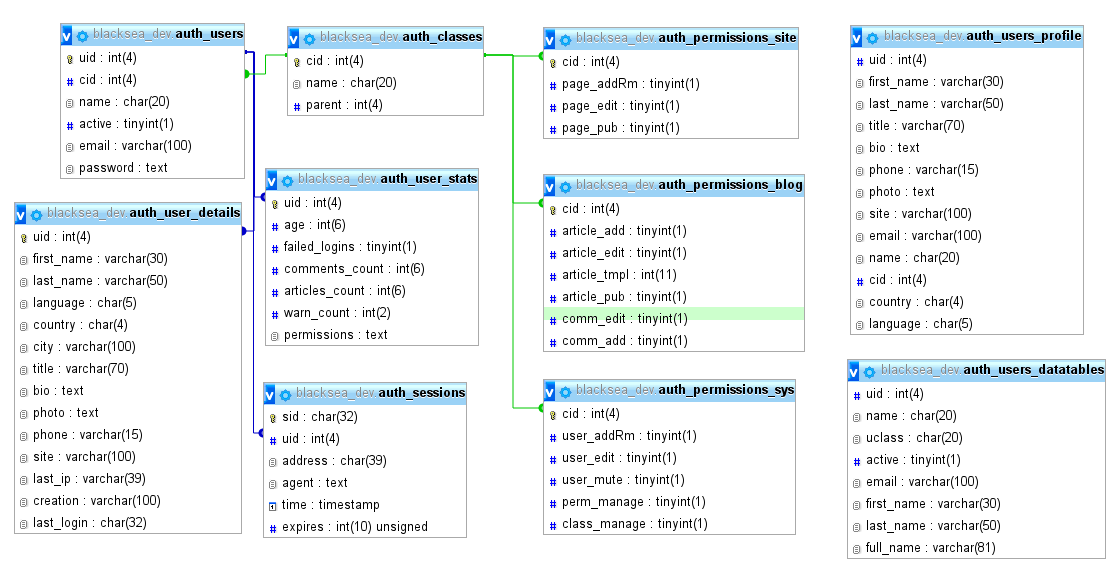 v blacksea_dev.auth_users
uid : int(4)
# cid : int(4)
name : char(20)
# active : tinyint(1)
email : varchar(100)
password : text
v blacksea_dev.auth_classes
cid : int(4)
name : char(20)
# parent : int(4)
v blacksea_dev.auth_permissions_site
cid : int(4)
# page_addRm : tinyint(1)
# page_edit : tinyint(1)
# page_pub : tinyint(1)
v blacksea_dev.auth_users_profile
# uid : int(4)
first_name : varchar(30)
last_name : varchar(50)
title : varchar(70)
bio : text
phone : varchar(15)
photo : text
site : varchar(100)
email : varchar(100)
name : char(20)
# cid : int(4)
country : char(4)
language : char(5)
v blacksea_dev.auth_user_details
uid : int(4)
first_name : varchar(30)
last_name : varchar(50)
language : char(5)
country : char(4)
city : varchar(100)
title : varchar(70)
bio : text
photo : text
phone : varchar(15)
site : varchar(100)
last_ip : varchar(39)
creation : varchar(100)
last_login : char(32)
v blacksea_dev.auth_user_stats
uid : int(4)
# age : int(6)
# failed_logins : tinyint(1)
# comments_count : int(6)
# articles_count : int(6)
# warn_count : int(2)
permissions : text
v blacksea_dev.auth_permissions_blog
cid : int(4)
# article_add : tinyint(1)
# article_edit : tinyint(1)
# article_tmpl : int(11)
# article_pub : tinyint(1)
# comm_edit : tinyint(1)
# comm_add : tinyint(1)
v blacksea_dev.auth_sessions
sid : char(32)
# uid : int(4)
address : char(39)
agent : text
time : timestamp
# expires : int(10) unsigned
v blacksea_dev.auth_permissions_sys
cid : int(4)
# user_addRm : tinyint(1)
# user_edit : tinyint(1)
# user_mute : tinyint(1)
# perm_manage : tinyint(1)
# class_manage : tinyint(1)
v blacksea_dev.auth_users_datatables
# uid : int(4)
name : char(20)
uclass : char(20)
# active : tinyint(1)
email : varchar(100)
first_name : varchar(30)
last_name : varchar(50)
full_name : varchar(81)